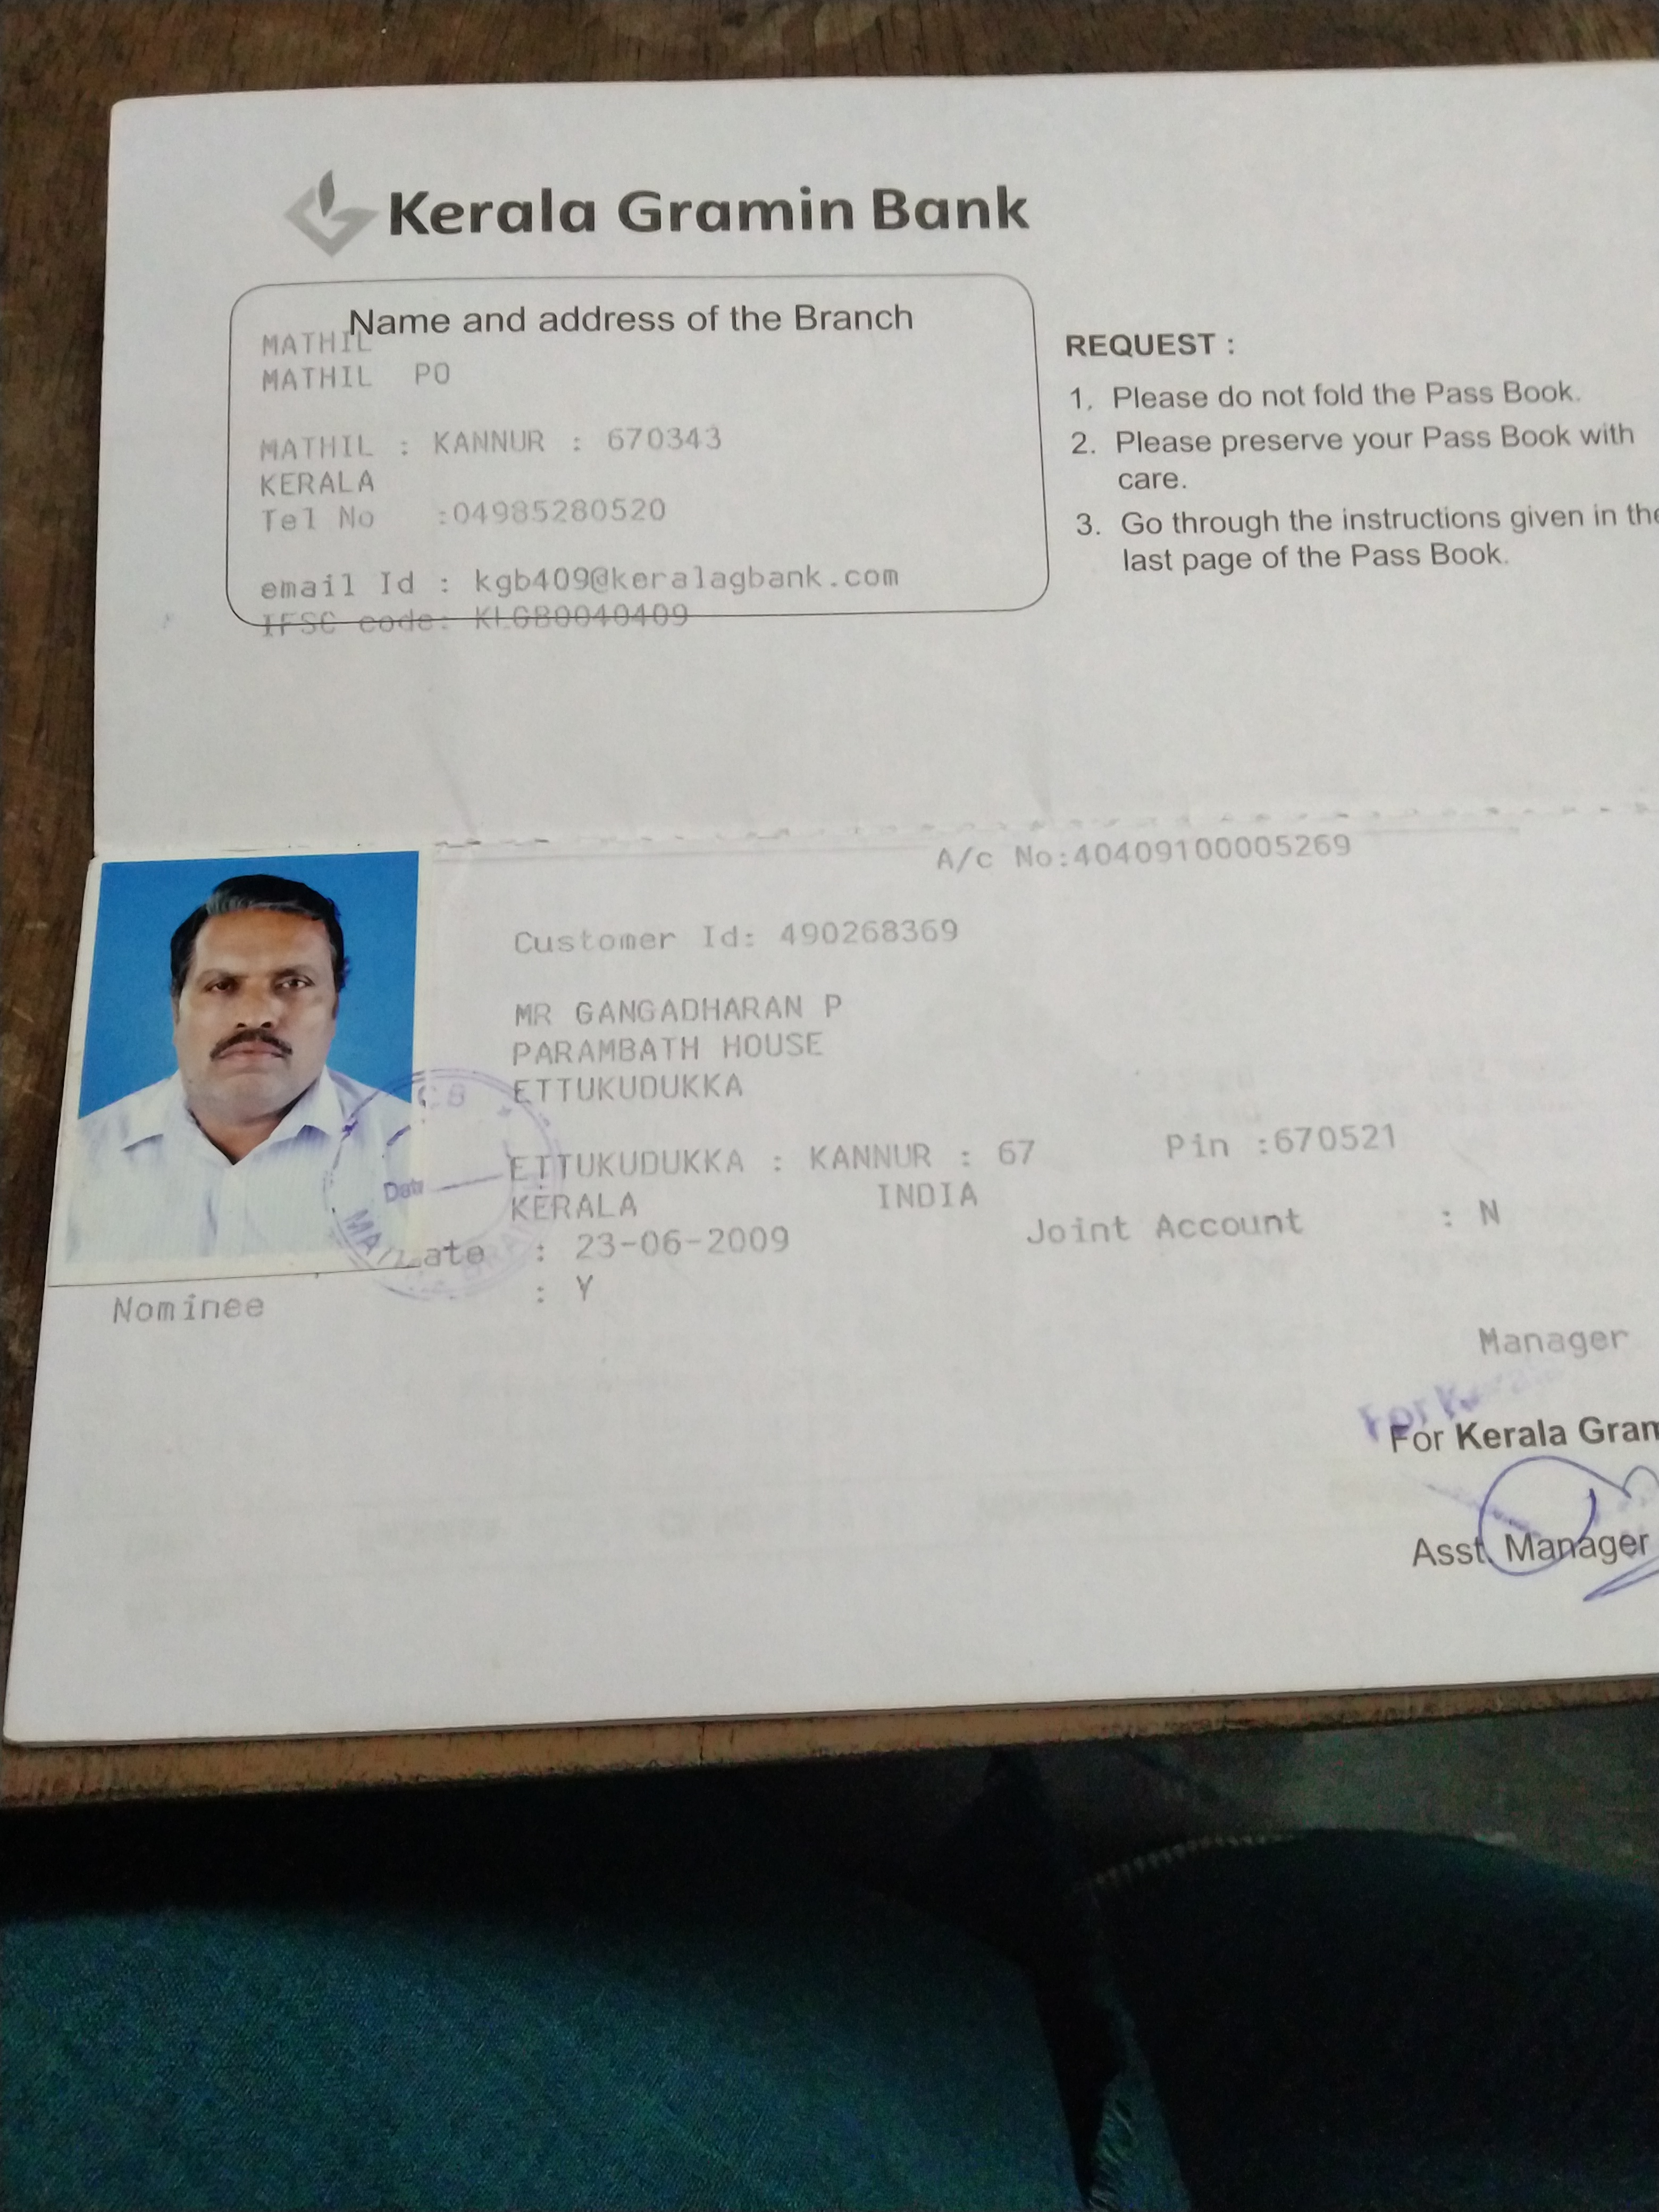 Kerala Gramin Bank
Name and address of the Branch
MATHIL
MATHIL PO
MATHIL : KANNUR : 670343
KERALA
Tel No :04985280520
email Id : kgb409@keralagbank.com
IFSC code: KLGB0040409
REQUEST :
1. Please do not fold the Pass Book.
2. Please preserve your Pass Book with
care.
3. Go through the instructions given in the
last page of the Pass Book.
A/c No:40409100005269
Customer Id: 490268369
MR GANGADHARAN P
PARAMBATH HOUSE
ETTUKUDUKKA
ETTUKUDUKKA : KANNUR : 67 Pin :670521
KERALA INDIA
ate : 23-06-2009 Joint Account : N
Nominee : Y
Manager
For Kerala Gram
Asst. Manager